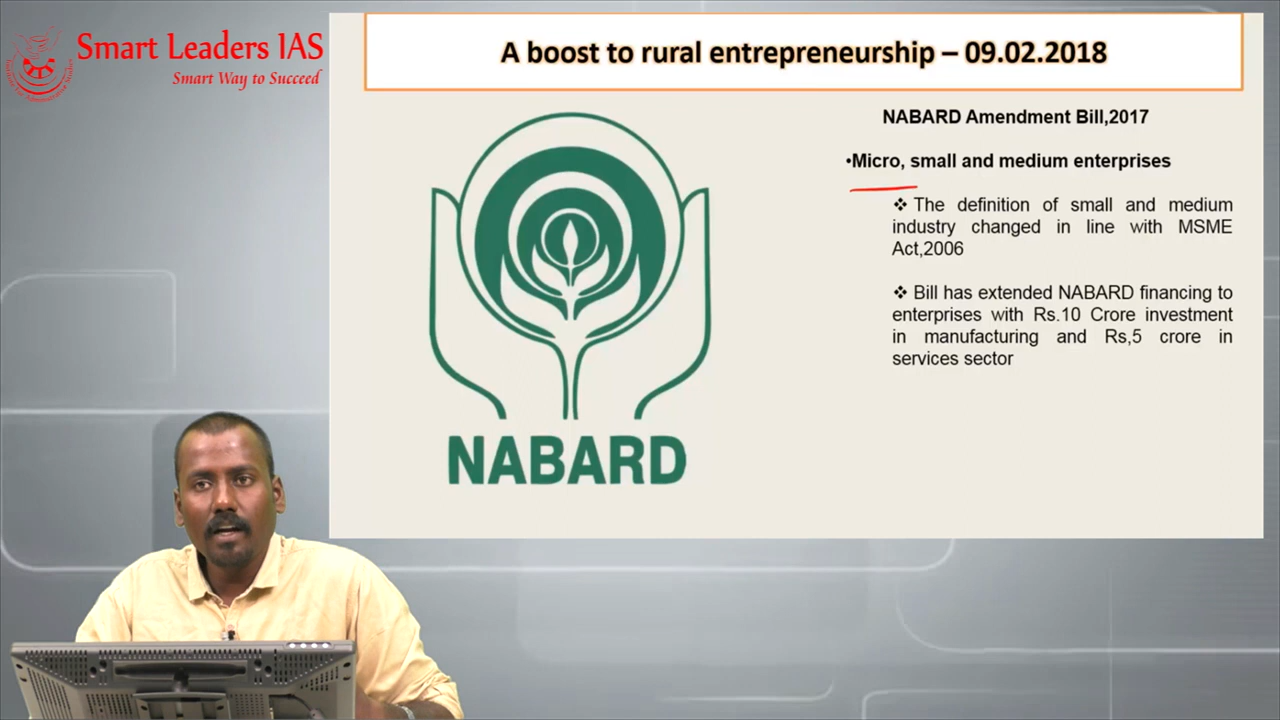 Smart Leaders IAS
Smart Way to Succeed
A boost to rural entrepreneurship – 09.02.2018
NABARD Amendment Bill,2017
•Micro, small and medium enterprises
❖ The definition of small and medium
industry changed in line with MSME
Act,2006
❖ Bill has extended NABARD financing to
enterprises with Rs.10 Crore investment
in manufacturing and Rs,5 crore in
services sector
NABARD